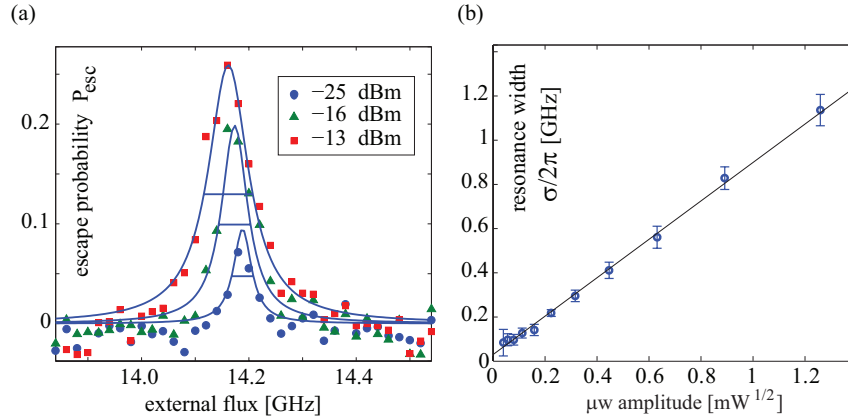 (a)
escape probability P_esc
0.2
0.1
0
14.0
14.2
14.4
external flux [GHz]
−25 dBm
−16 dBm
−13 dBm
(b)
resonance width
σ/2π [GHz]
1.2
1
0.8
0.6
0.4
0.2
0
0
0.2
0.4
0.6
0.8
1
1.2
μw amplitude [mW^1/2]